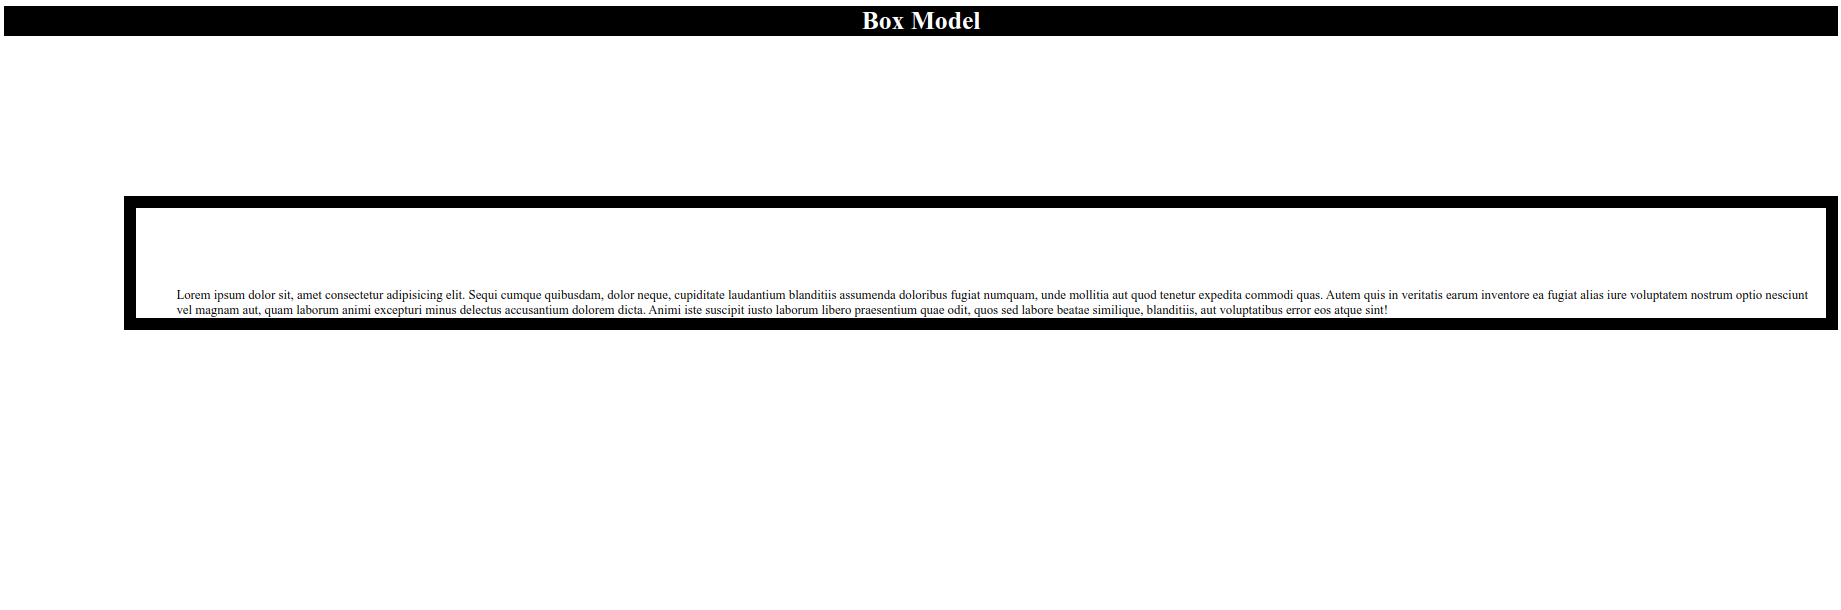 Box Model
Lorem ipsum dolor sit, amet consectetur adipisicing elit. Sequi cumque quibusdam, dolor neque, cupiditate laudantium blanditiis assumenda doloribus fugiat numquam, unde mollitia aut quod tenetur expedita commodi quas. Autem quis in veritatis earum inventore ea fugiat alias iure voluptatem nostrum optio nesciunt
vel magnam aut, quam laborum animi excepturi minus delectus accusantium dolorem dicta. Animi iste suscipit iusto laborum libero praesentium quae odit, quos sed labore beatae similique, blanditiis, aut voluptatibus error eos atque sint!